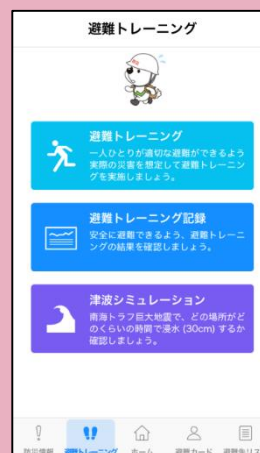 避難トレーニング
避難トレーニング
一人ひとりが適切な避難ができるよう
実際の災害を想定して避難トレーニン
グを実施しましょう。
避難トレーニング記録
安全に避難できるよう、避難トレーニ
ングの結果を確認しましょう。
津波シミュレーション
南海トラフ巨大地震で、どの場所がど
のくらいの時間で浸水 (30cm) するか
確認しましょう。
防災情報 避難トレーニング ホーム 避難カード 避難先リス